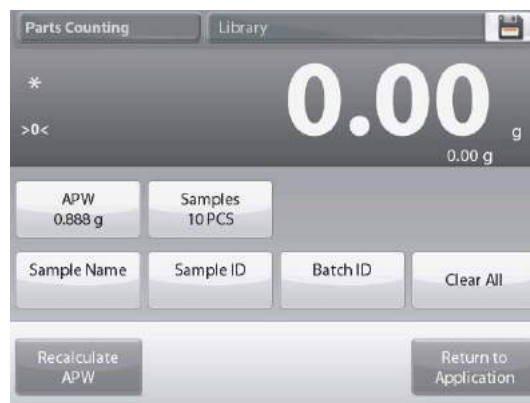 Parts Counting Library
*
>0<
0.00 g
0.00 g
APW
0.888 g
Samples
10 PCS
Sample Name
Sample ID
Batch ID
Clear All
Recalculate
APW
Return to
Application